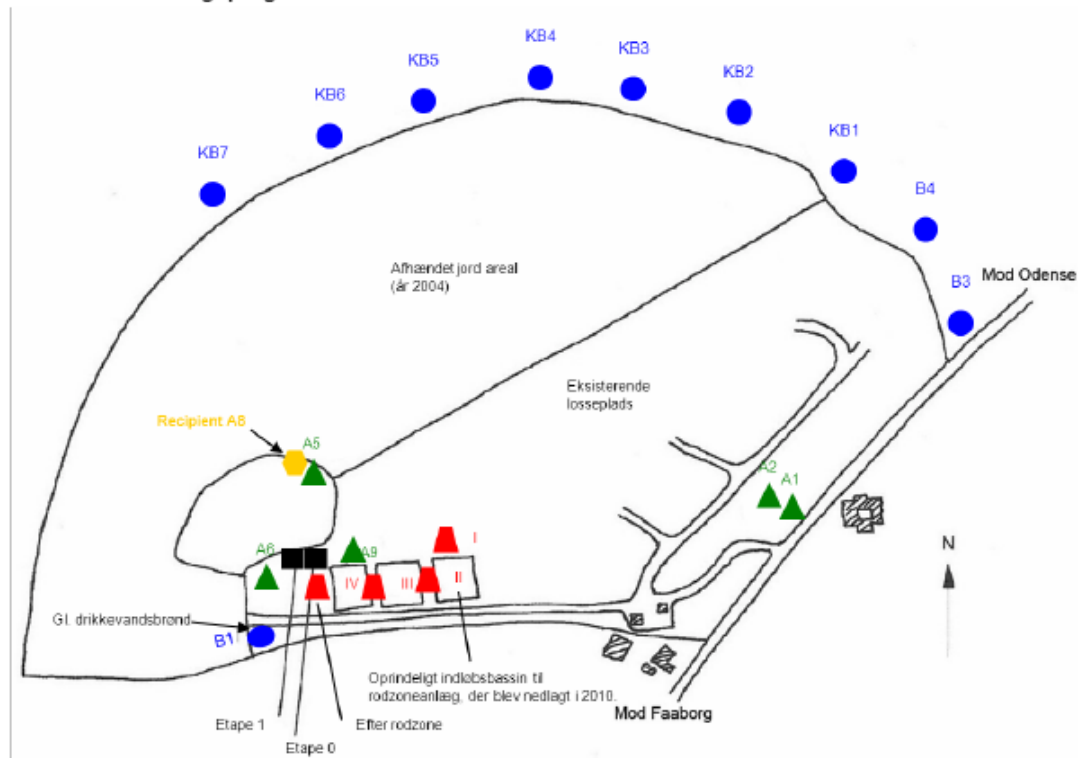 KB4
KB3
KB5
KB2
KB6
KB1
KB7
B4
Afhændet jord areal
(år 2004)
Mod Odense
B3
Eksisterende
losseplads
Recipient A8
A5
A2
A1
A6
A9
I
N
IV
III
II
Gl. drikkevandsbrønd
B1
Oprindeligt indløbsbassin til
rodzoneanlæg, der blev nedlagt i 2010.
Mod Faaborg
Etape 1
Efter rodzone
Etape 0